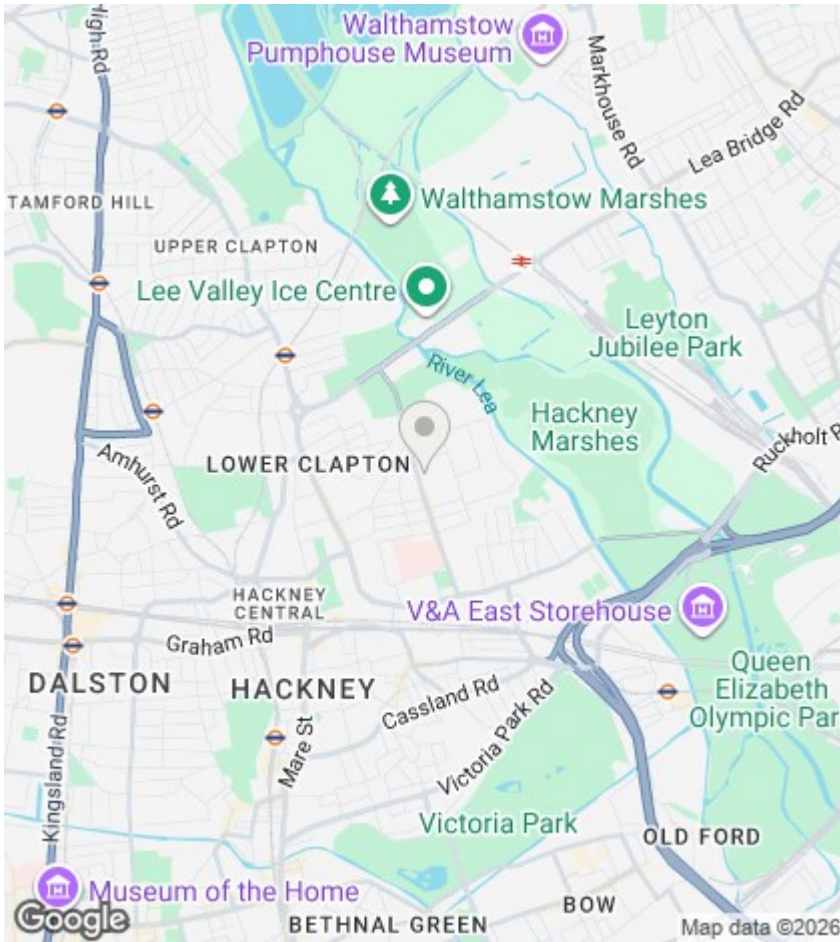 High Rd
Walthamstow
Pumphouse Museum
Markhouse Rd
Lea Bridge Rd
TAMFORD HILL
Walthamstow Marshes
UPPER CLAPTON
Lee Valley Ice Centre
Leyton
Jubilee Park
River Lea
Hackney
Marshes
Ruckholt R
LOWER CLAPTON
Amhurst Rd
HACKNEY
CENTRAL
V&A East Storehouse
Graham Rd
Queen
Elizabeth
Olympic Par
DALSTON
HACKNEY
Cassland Rd
Victoria Park Rd
Mare St
Kingsland Rd
Victoria Park
OLD FORD
Museum of the Home
BOW
Google
BETHNAL GREEN
Map data ©2026